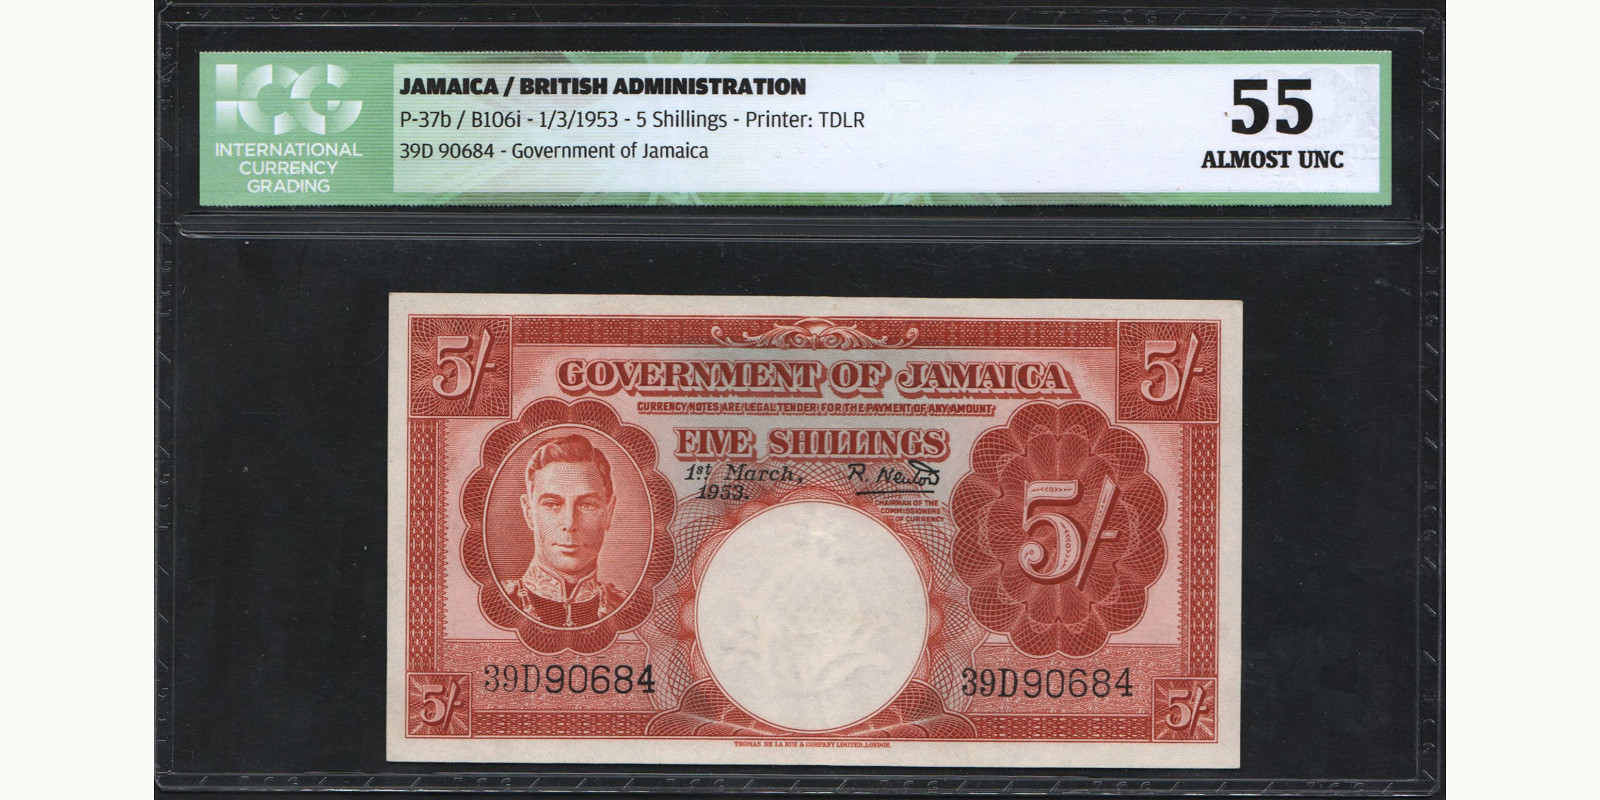 ICG
INTERNATIONAL
CURRENCY
GRADING
JAMAICA / BRITISH ADMINISTRATION
P-37b / B106i - 1/3/1953 - 5 Shillings - Printer: TDLR
39D 90684 - Government of Jamaica
55
ALMOST UNC
5/-
5/-
GOVERNMENT OF JAMAICA
CURRENCY NOTES ARE LEGAL TENDER FOR THE PAYMENT OF ANY AMOUNT
FIVE SHILLINGS
1st March,
1953.
R. Newton
CHAIRMAN OF THE
COMMISSIONERS
OF CURRENCY
5/-
39D90684
39D90684
5/-
5/-
THOMAS DE LA RUE & COMPANY LIMITED, LONDON.